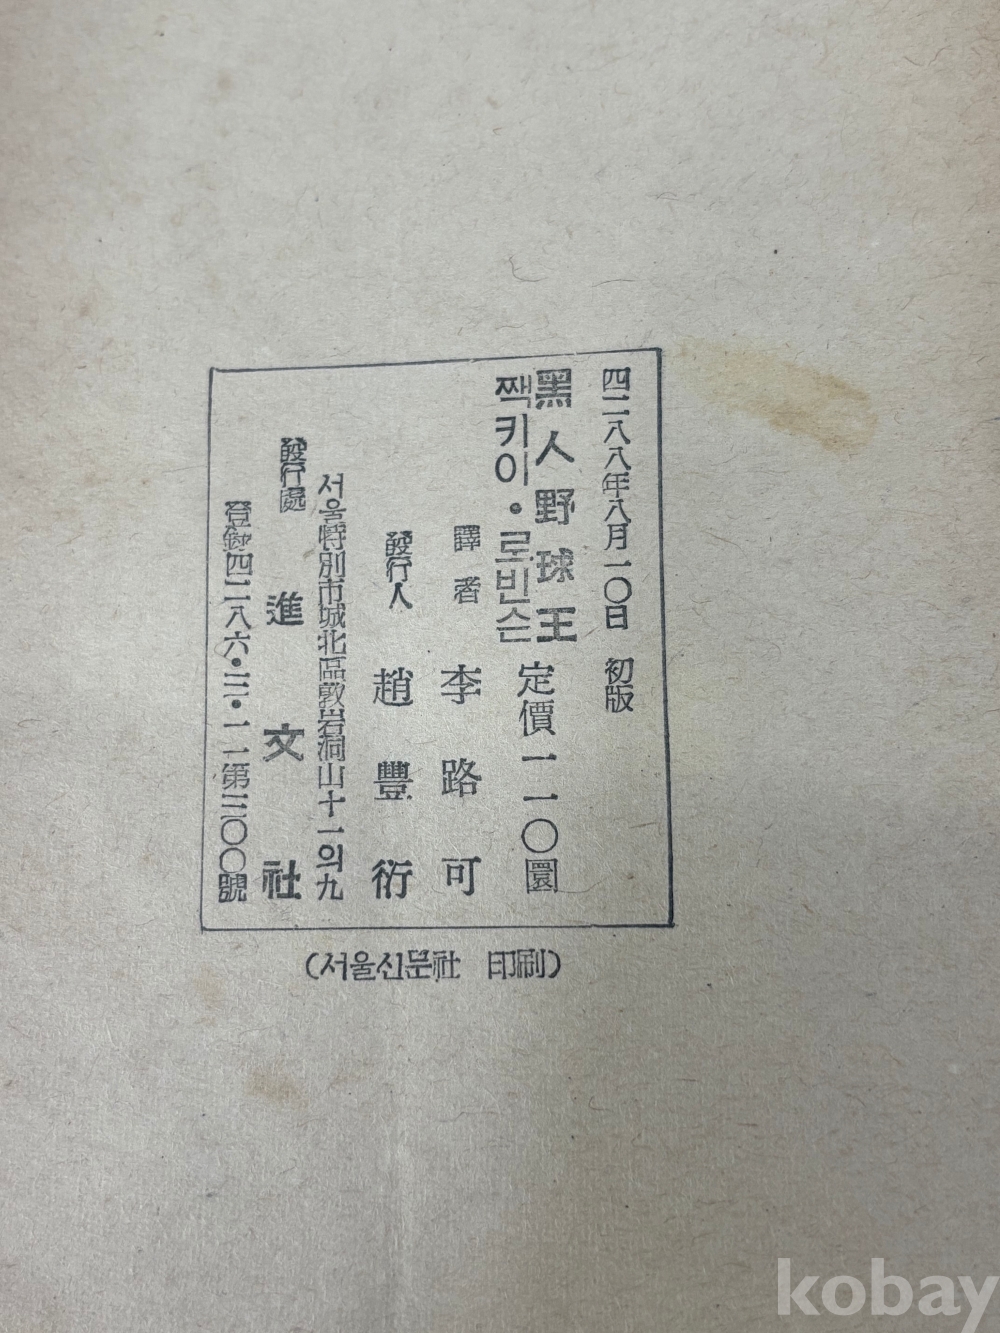 四二八八年八月一〇日 初版
黑人野球王
짹키이·로빈슨
定價一一〇圜
譯者 李路可
發行人 趙豐衍
서울特別市城北區敦岩洞山十一의九
發行處 進文社
登錄四二八六·三·一一第三〇〇號
(서울신문社 印刷)
kobay